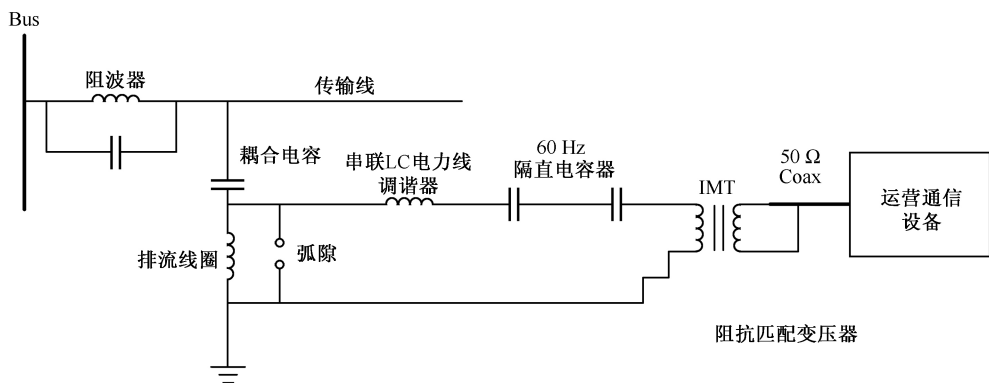 Bus
阻波器
传输线
耦合电容
串联LC电力线
调谐器
60 Hz
隔直电容器
IMT
50 Ω
Coax
运营通信
设备
排流线圈
弧隙
阻抗匹配变压器